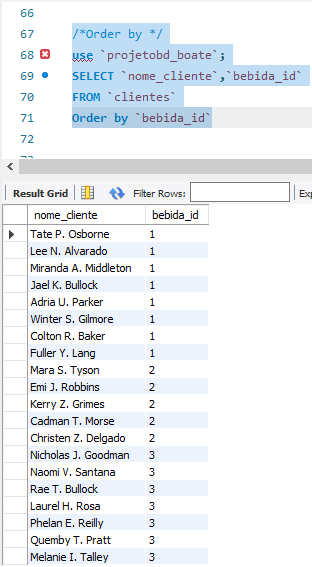 66
67 /*Order by */
68 use `projetobd_boate`;
69 SELECT `nome_cliente`,`bebida_id`
70 FROM `clientes`
71 Order by `bebida_id`
72
Result Grid Filter Rows: Exp
nome_cliente bebida_id
Tate P. Osborne 1
Lee N. Alvarado 1
Miranda A. Middleton 1
Jael K. Bullock 1
Adria U. Parker 1
Winter S. Gilmore 1
Colton R. Baker 1
Fuller Y. Lang 1
Mara S. Tyson 2
Emi J. Robbins 2
Kerry Z. Grimes 2
Cadman T. Morse 2
Christen Z. Delgado 2
Nicholas J. Goodman 3
Naomi V. Santana 3
Rae T. Bullock 3
Laurel H. Rosa 3
Phelan E. Reilly 3
Quemby T. Pratt 3
Melanie I. Talley 3